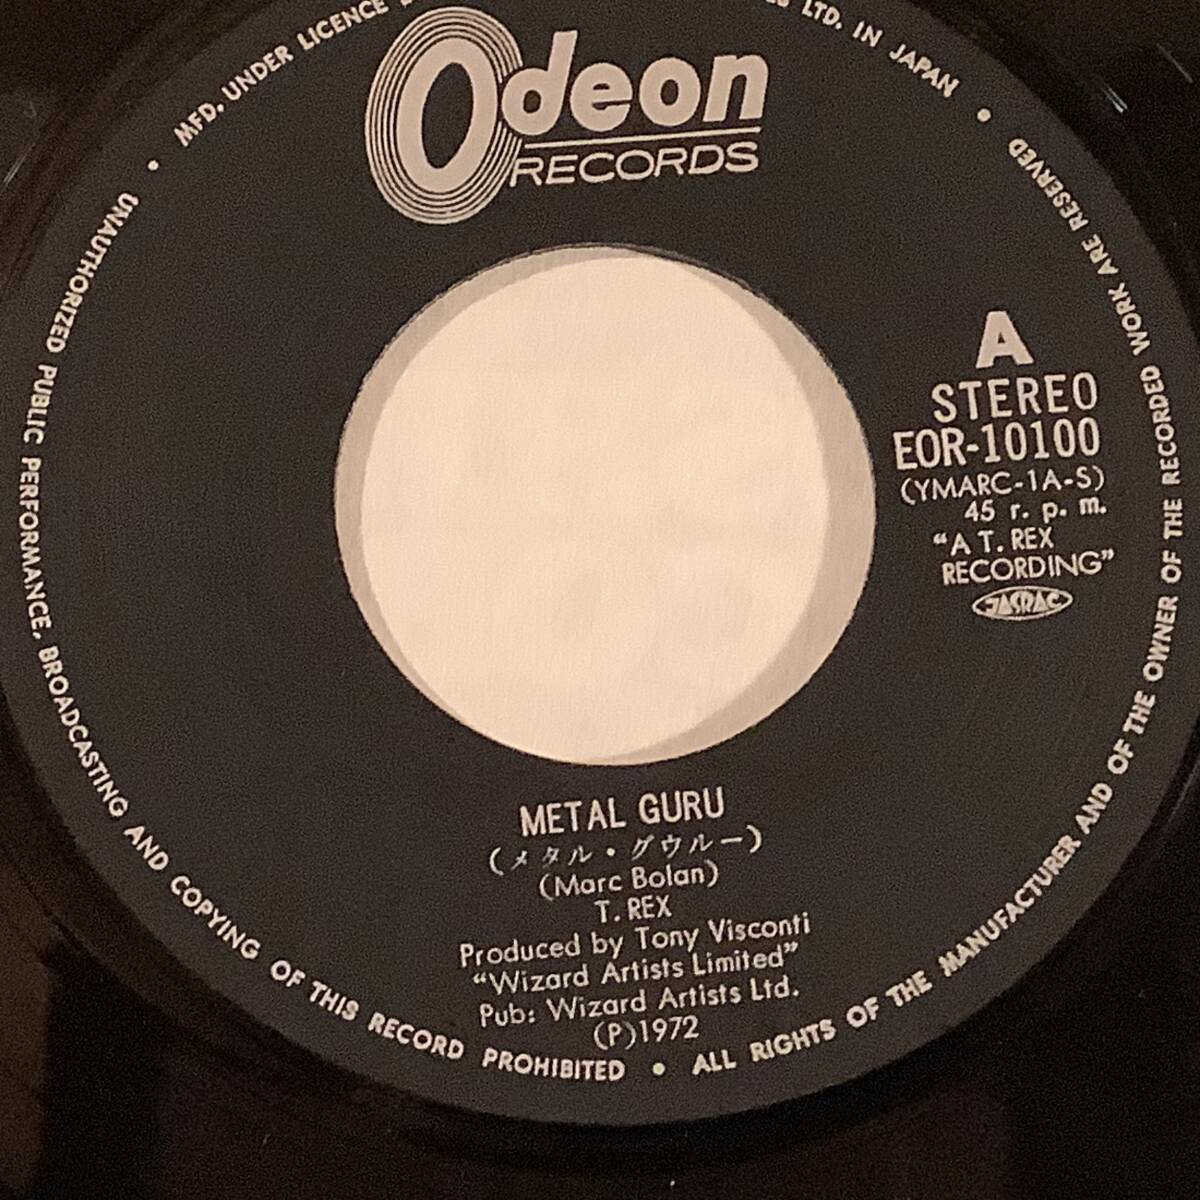 Odeon
RECORDS
A
STEREO
EOR-10100
(YMARC-1A-S)
45 r. p. m.
"A T. REX
RECORDING"
JASRAC
METAL GURU
(メタル・グウルー)
(Marc Bolan)
T. REX
Produced by Tony Visconti
"Wizard Artists Limited"
Pub: Wizard Artists Ltd.
(P)1972
MFD. UNDER LICENCE
LTD. IN JAPAN •
• UNAUTHORIZED PUBLIC PERFORMANCE, BROADCASTING AND COPYING OF THIS RECORD PROHIBITED • ALL RIGHTS OF THE MANUFACTURER AND OF THE OWNER OF THE RECORDED WORK ARE RESERVED